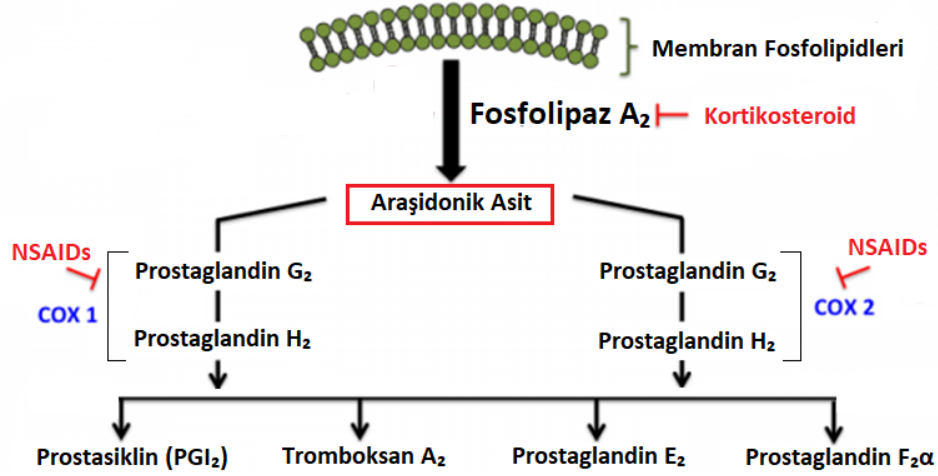 Membran Fosfolipidleri
Fosfolipaz A₂
Kortikosteroid
Araşidonik Asit
NSAIDs
NSAIDs
Prostaglandin G₂
Prostaglandin G₂
COX 1
COX 2
Prostaglandin H₂
Prostaglandin H₂
Prostasiklin (PGI₂)
Tromboksan A₂
Prostaglandin E₂
Prostaglandin F₂α